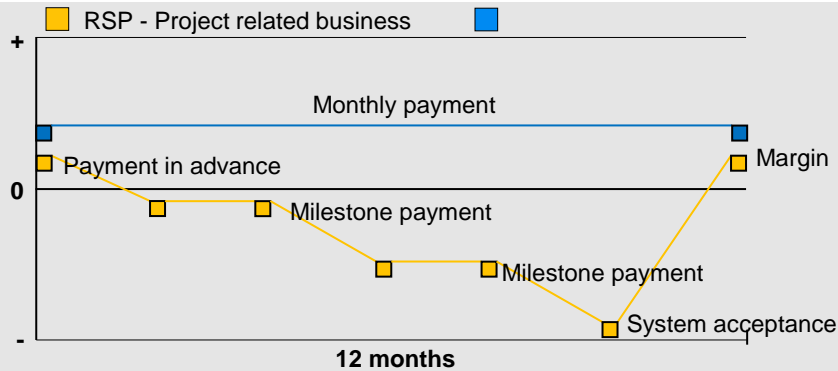 RSP - Project related business
+
Monthly payment
Payment in advance
Margin
0
Milestone payment
Milestone payment
System acceptance
-
12 months